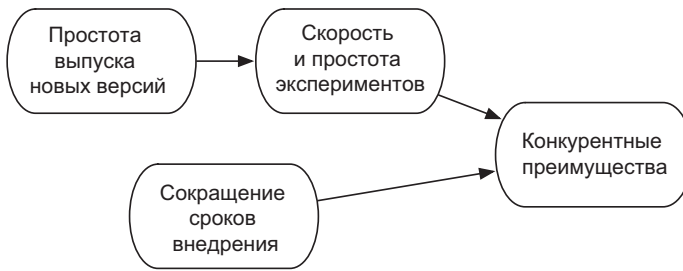 Простота
выпуска
новых версий
Скорость
и простота
экспериментов
Конкурентные
преимущества
Сокращение
сроков
внедрения